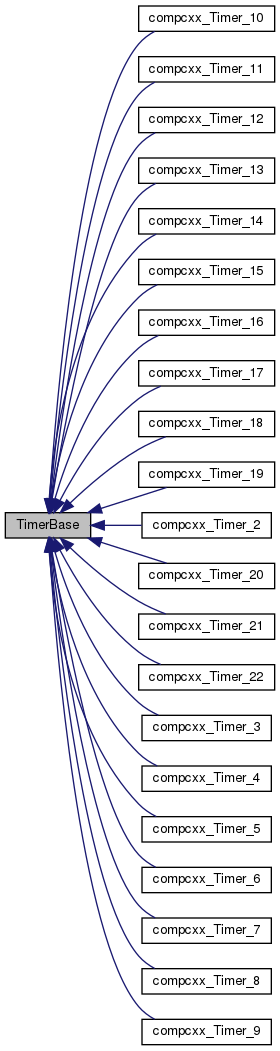 compcxx_Timer_10
compcxx_Timer_11
compcxx_Timer_12
compcxx_Timer_13
compcxx_Timer_14
compcxx_Timer_15
compcxx_Timer_16
compcxx_Timer_17
compcxx_Timer_18
compcxx_Timer_19
TimerBase
compcxx_Timer_2
compcxx_Timer_20
compcxx_Timer_21
compcxx_Timer_22
compcxx_Timer_3
compcxx_Timer_4
compcxx_Timer_5
compcxx_Timer_6
compcxx_Timer_7
compcxx_Timer_8
compcxx_Timer_9